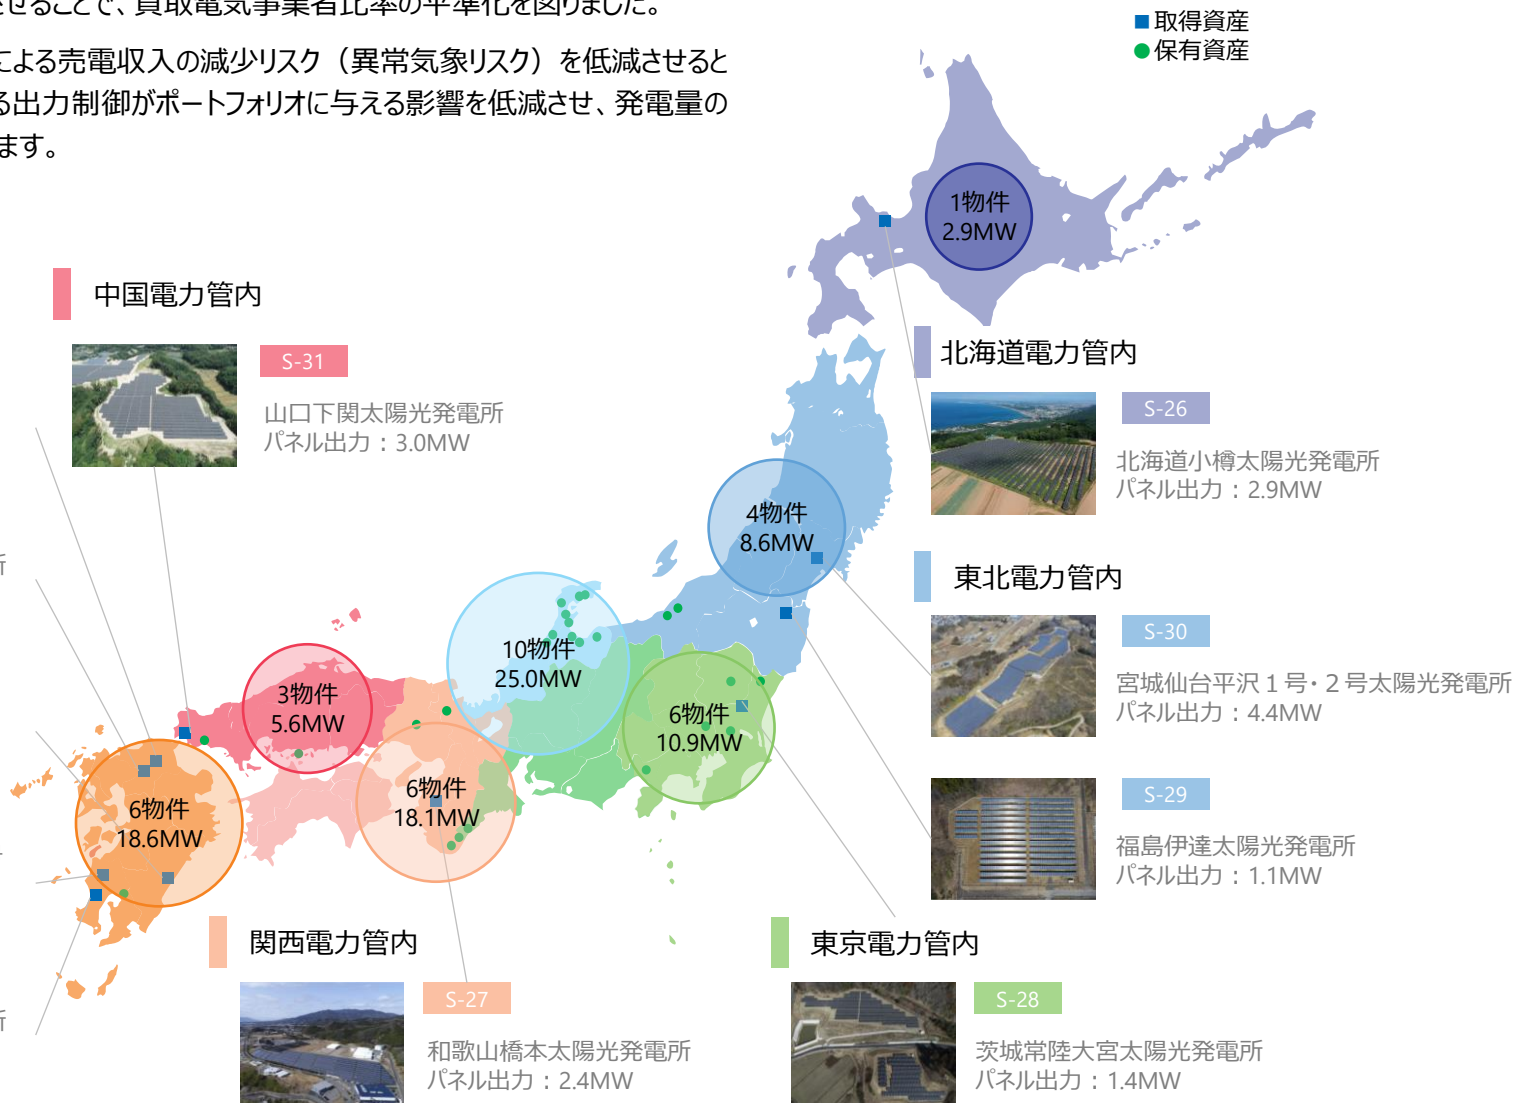 させることで、買取電気事業者比率の平準化を図りました。
による売電収入の減少リスク（異常気象リスク）を低減させると
る出力制御がポートフォリオに与える影響を低減させ、発電量の
ます。
■取得資産
●保有資産
1物件
2.9MW
中国電力管内
S-31
山口下関太陽光発電所
パネル出力：3.0MW
北海道電力管内
S-26
北海道小樽太陽光発電所
パネル出力：2.9MW
4物件
8.6MW
所
東北電力管内
S-30
宮城仙台平沢１号・２号太陽光発電所
パネル出力：4.4MW
10物件
25.0MW
3物件
5.6MW
6物件
10.9MW
6物件
18.1MW
6物件
18.6MW
S-29
福島伊達太陽光発電所
パネル出力：1.1MW
関西電力管内
S-27
和歌山橋本太陽光発電所
パネル出力：2.4MW
東京電力管内
S-28
茨城常陸大宮太陽光発電所
パネル出力：1.4MW
所